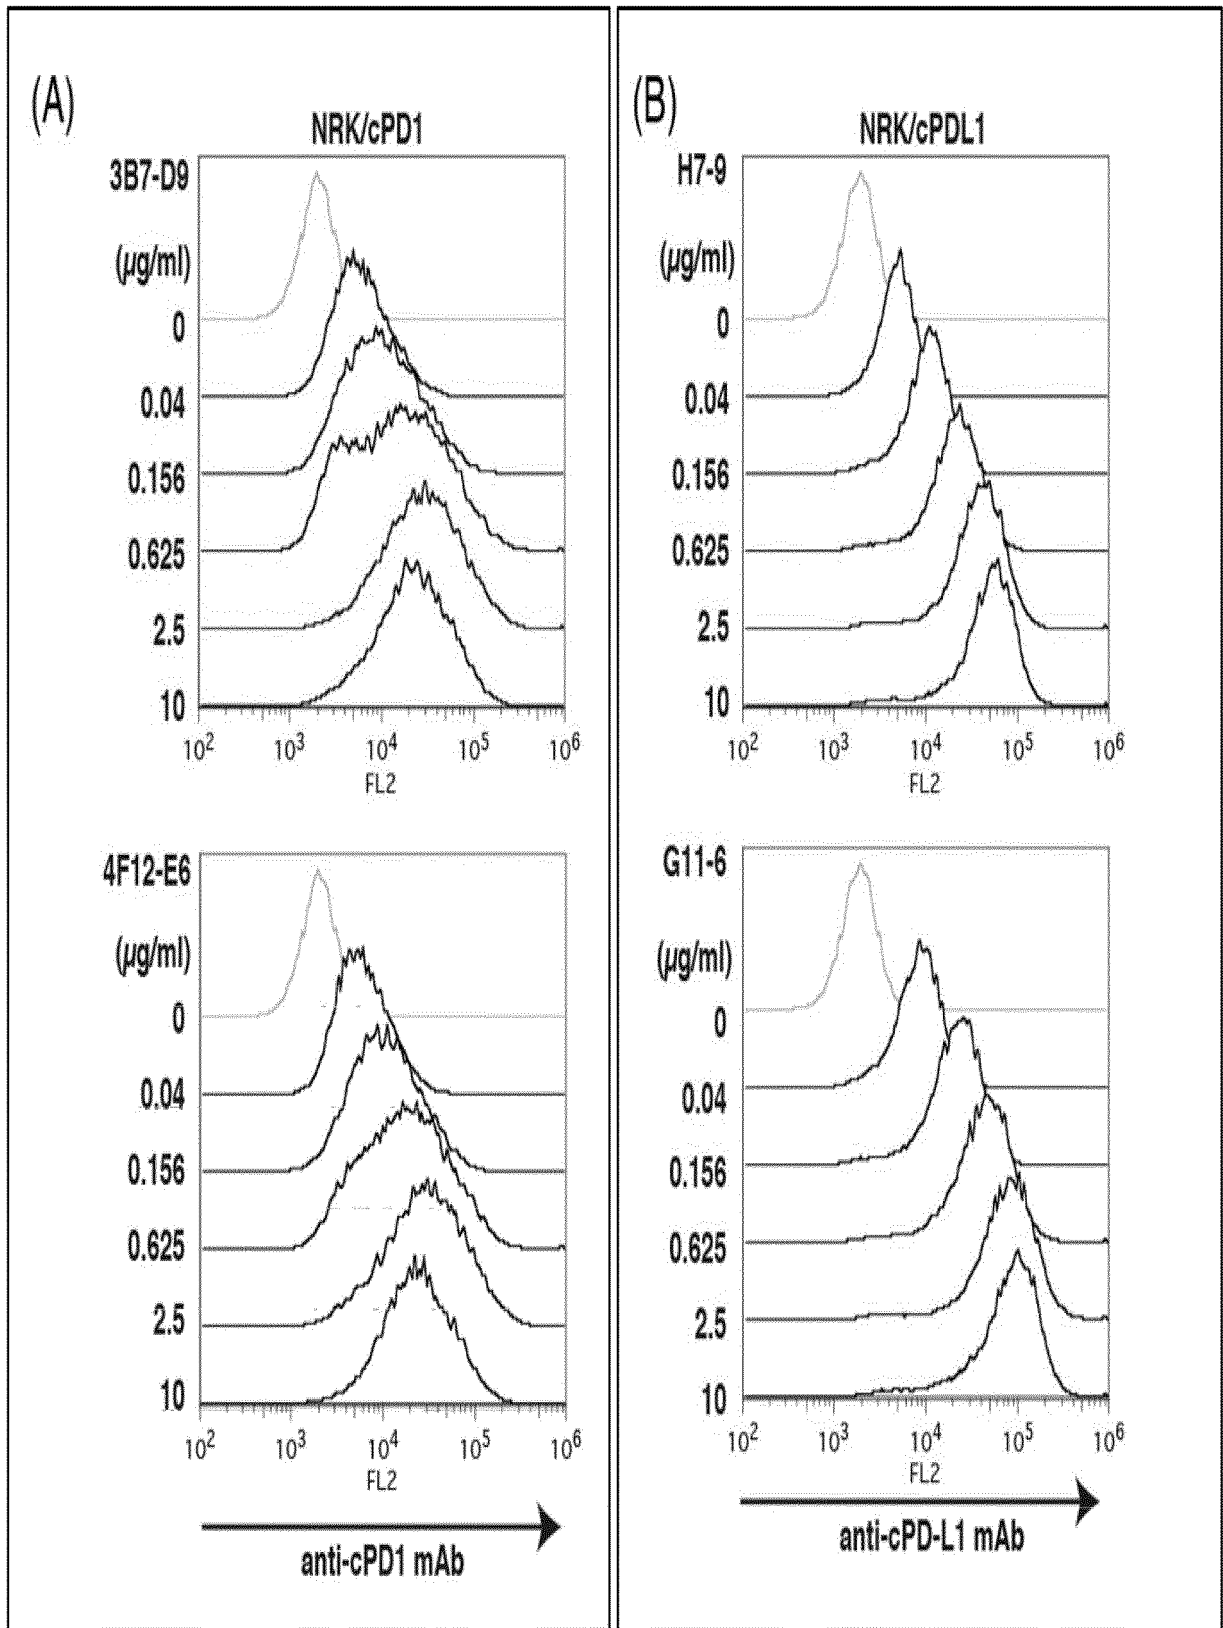 (A)
NRK/cPD1
3B7-D9
(µg/ml)
0
0.04
0.156
0.625
2.5
10
10² 10³ 10⁴ 10⁵ 10⁶
FL2
4F12-E6
(µg/ml)
0
0.04
0.156
0.625
2.5
10
10² 10³ 10⁴ 10⁵ 10⁶
FL2
anti-cPD1 mAb
(B)
NRK/cPDL1
H7-9
(µg/ml)
0
0.04
0.156
0.625
2.5
10
10² 10³ 10⁴ 10⁵ 10⁶
FL2
G11-6
(µg/ml)
0
0.04
0.156
0.625
2.5
10
10² 10³ 10⁴ 10⁵ 10⁶
FL2
anti-cPD-L1 mAb